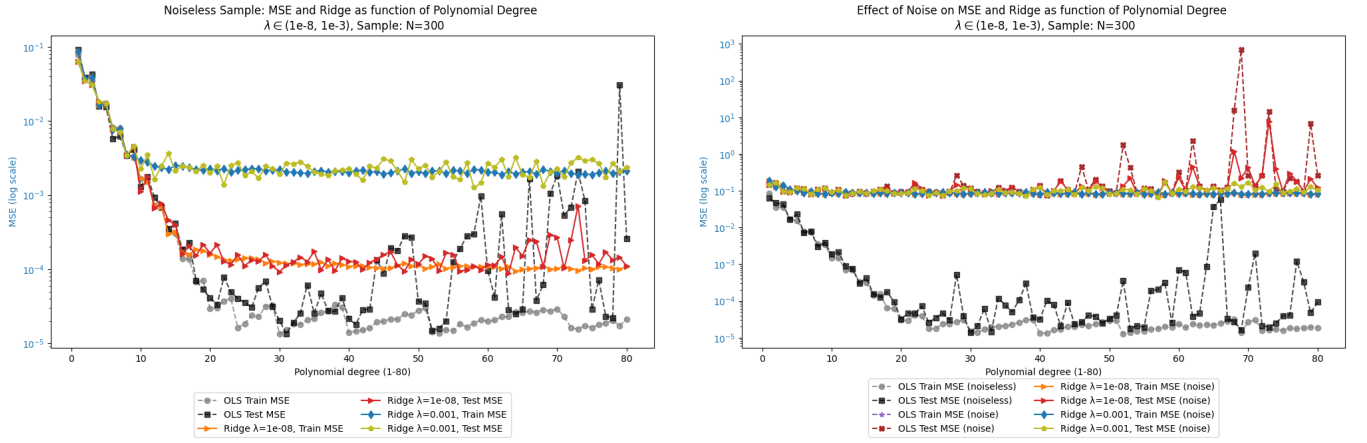 Noiseless Sample: MSE and Ridge as function of Polynomial Degree
λ ∈ (1e-8, 1e-3), Sample: N=300
MSE (log scale)
10⁻¹
10⁻²
10⁻³
10⁻⁴
10⁻⁵
0 10 20 30 40 50 60 70 80
Polynomial degree (1-80)
OLS Train MSE
OLS Test MSE
Ridge λ=1e-08, Train MSE
Ridge λ=1e-08, Test MSE
Ridge λ=0.001, Train MSE
Ridge λ=0.001, Test MSE
Effect of Noise on MSE and Ridge as function of Polynomial Degree
λ ∈ (1e-8, 1e-3), Sample: N=300
MSE (log scale)
10³
10²
10¹
10⁰
10⁻¹
10⁻²
10⁻³
10⁻⁴
10⁻⁵
0 10 20 30 40 50 60 70 80
Polynomial degree (1-80)
OLS Train MSE (noiseless)
OLS Test MSE (noiseless)
OLS Train MSE (noise)
OLS Test MSE (noise)
Ridge λ=1e-08, Train MSE (noise)
Ridge λ=1e-08, Test MSE (noise)
Ridge λ=0.001, Train MSE (noise)
Ridge λ=0.001, Test MSE (noise)